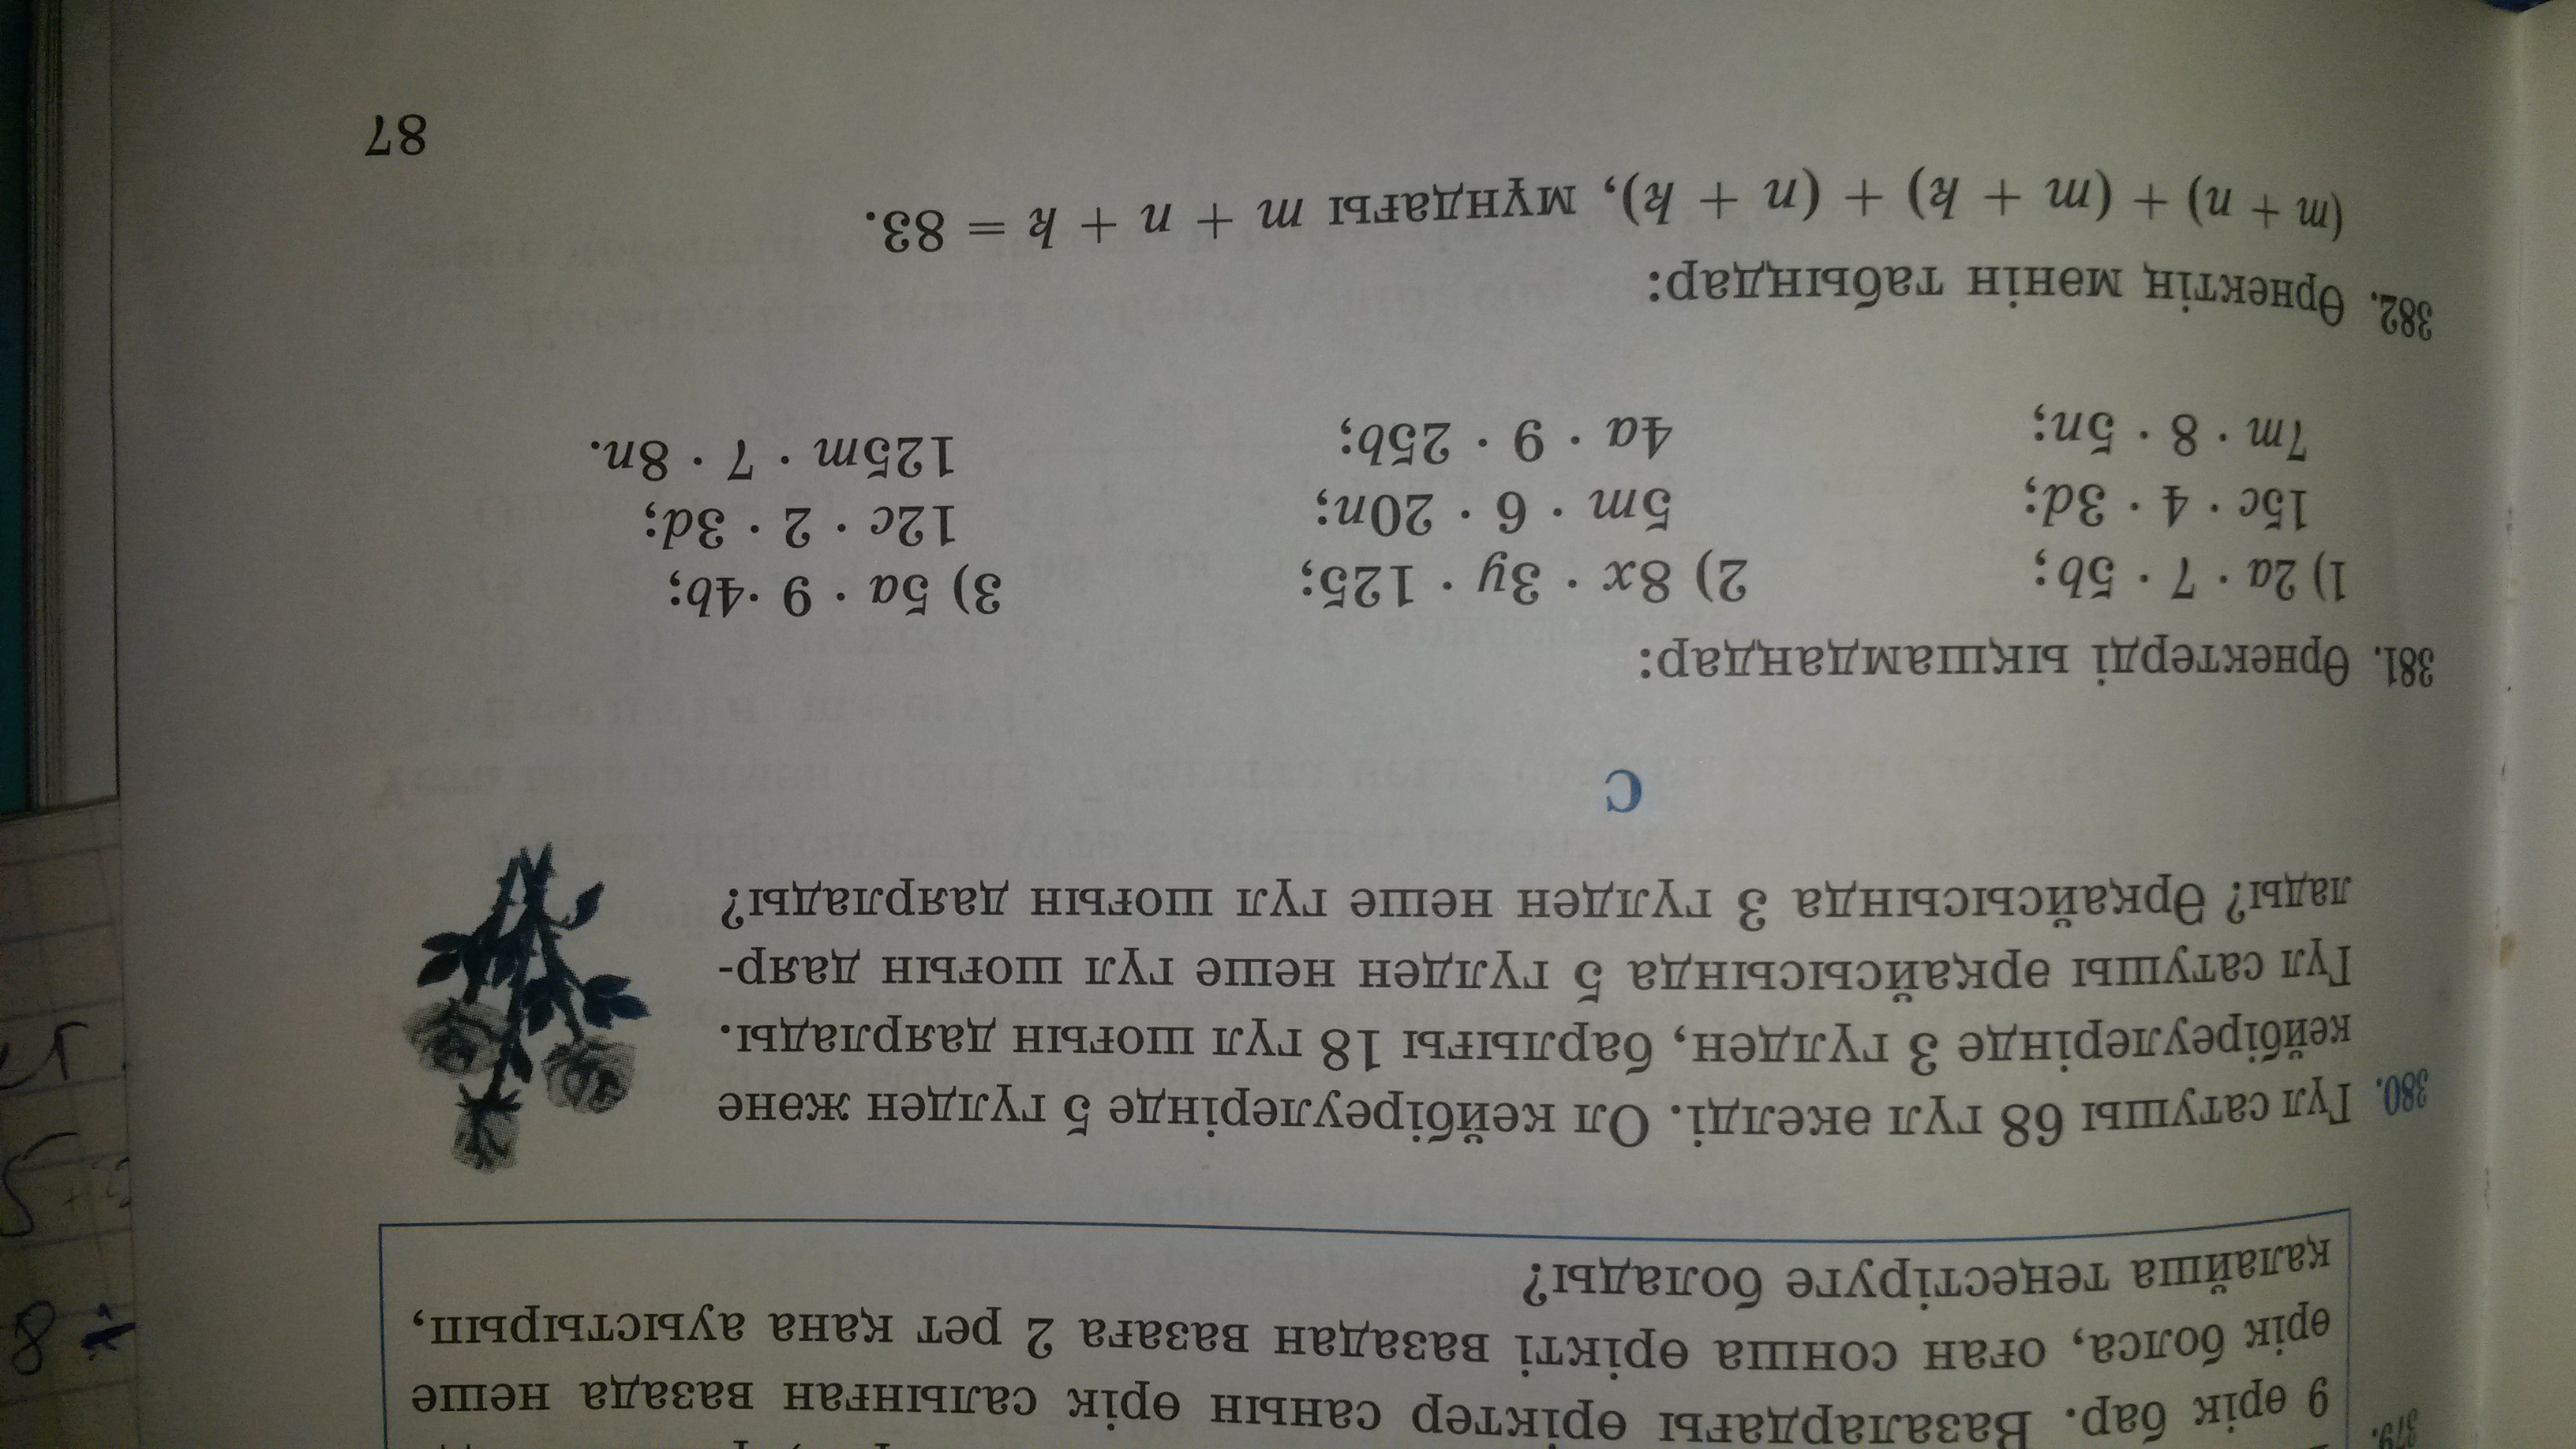 379.
9 өрік бар. Вазалардағы өріктер санын өрік салынған вазада неше
өрік болса, оған сонша өрікті вазадан вазаға 2 рет қана ауыстырып,
қалайша теңестіруге болады?
380. Гүл сатушы 68 гүл әкелді. Ол кейбіреулерінде 5 гүлден және
кейбіреулерінде 3 гүлден, барлығы 18 гүл шоғын даярлады.
Гүл сатушы әрқайсысында 5 гүлден неше гүл шоғын даяр-
лады? Әрқайсысында 3 гүлден неше гүл шоғын даярлады?
С
381. Өрнектерді ықшамдаңдар:
1) 2a · 7 · 5b; 2) 8x · 3y · 125; 3) 5a · 9 · 4b;
15c · 4 · 3d; 5m · 6 · 20n; 12c · 2 · 3d;
7m · 8 · 5n; 4a · 9 · 25b; 125m · 7 · 8n.
382. Өрнектің мәнін табыңдар:
(m + n) + (m + k) + (n + k), мұндағы m + n + k = 83.
87